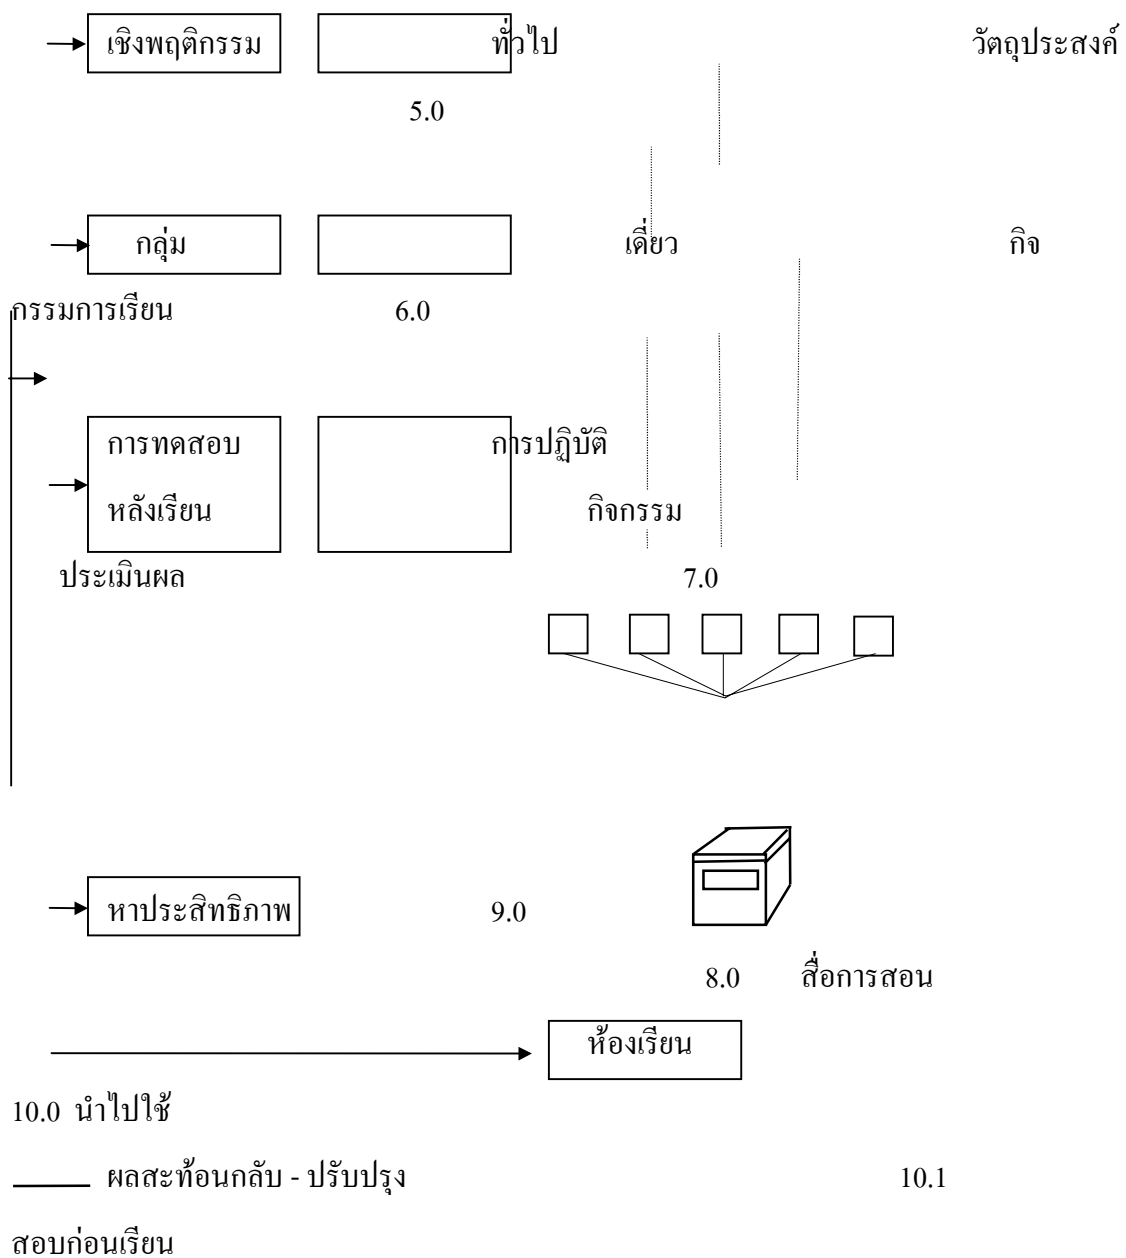 เชิงพฤติกรรม ทั่วไป วัตถุประสงค์
5.0
กลุ่ม เดี่ยว กิจ
กรรมการเรียน 6.0
การทดสอบ การปฏิบัติ
หลังเรียน กิจกรรม
ประเมินผล 7.0
หาประสิทธิภาพ 9.0
8.0 สื่อการสอน
ห้องเรียน
10.0 นำไปใช้
ผลสะท้อนกลับ - ปรับปรุง 10.1
สอบก่อนเรียน